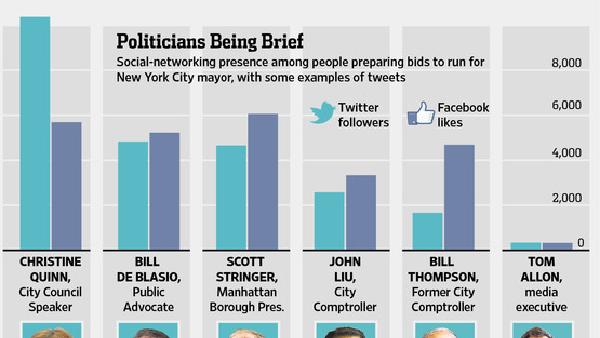 Politicians Being Brief
Social-networking presence among people preparing bids to run for
New York City mayor, with some examples of tweets
Twitter
followers
Facebook
likes
8,000
6,000
4,000
2,000
0
CHRISTINE
QUINN,
City Council
Speaker
BILL
DE BLASIO,
Public
Advocate
SCOTT
STRINGER,
Manhattan
Borough Pres.
JOHN
LIU,
City
Comptroller
BILL
THOMPSON,
Former City
Comptroller
TOM
ALLON,
media
executive